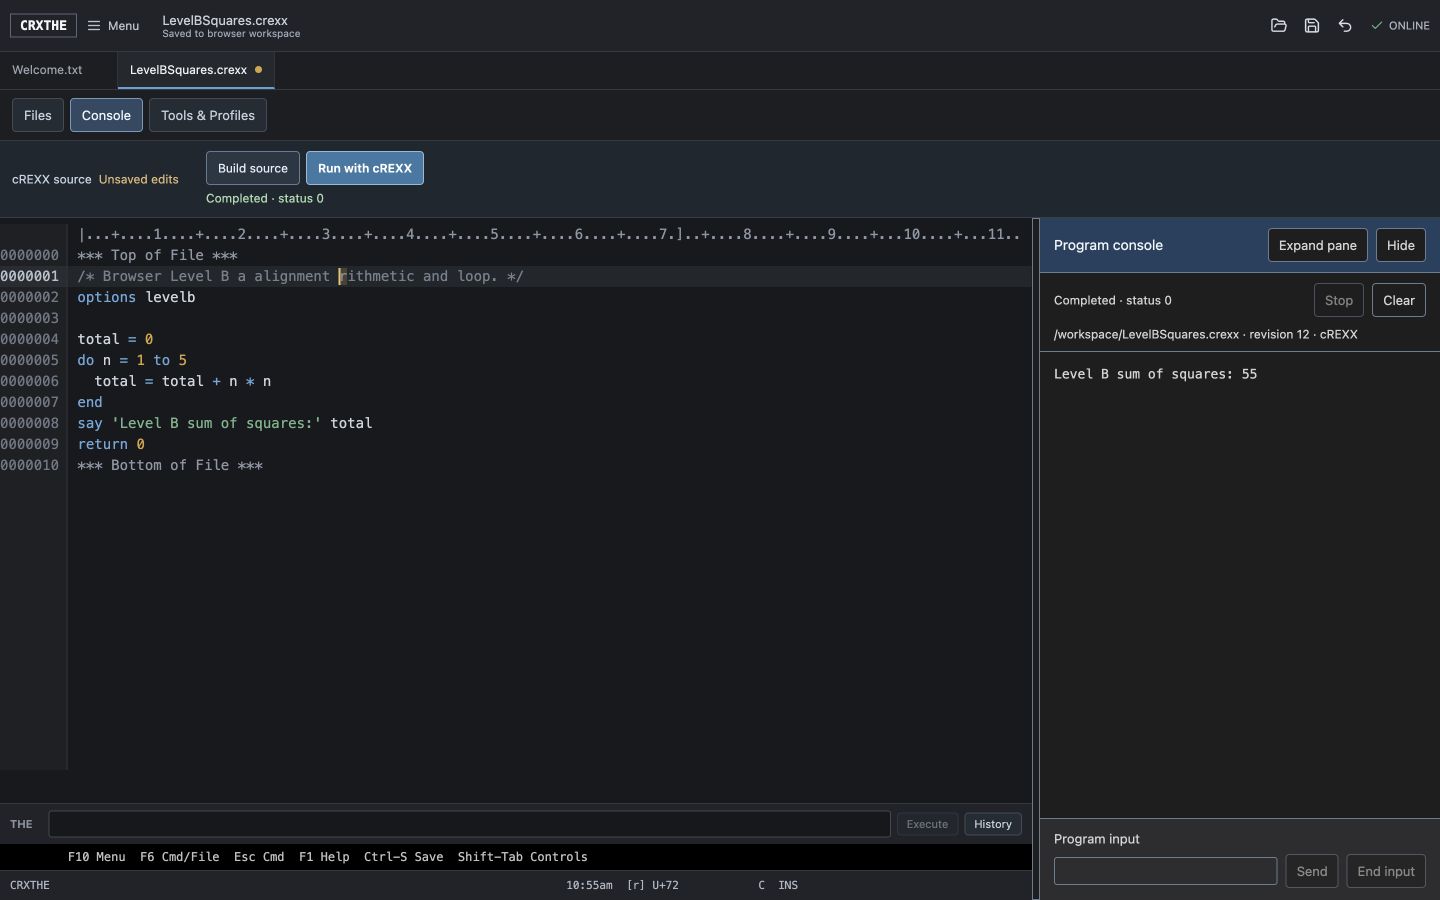 CRXTHE
Menu
LevelBSquares.crexx
Saved to browser workspace
ONLINE
Welcome.txt
LevelBSquares.crexx
Files
Console
Tools & Profiles
cREXX source Unsaved edits
Build source
Run with cREXX
Completed · status 0
|...+....1....+....2....+....3....+....4....+....5....+....6....+....7.]..+....8....+....9....+...10....+...11..
0000000 *** Top of File ***
0000001 /* Browser Level B a alignment rithmetic and loop. */
0000002 options levelb
0000003
0000004 total = 0
0000005 do n = 1 to 5
0000006   total = total + n * n
0000007 end
0000008 say 'Level B sum of squares:' total
0000009 return 0
0000010 *** Bottom of File ***
Program console
Expand pane
Hide
Completed · status 0
Stop
Clear
/workspace/LevelBSquares.crexx · revision 12 · cREXX
Level B sum of squares: 55
Program input
Send
End input
THE
Execute
History
F10 Menu  F6 Cmd/File  Esc Cmd  F1 Help  Ctrl-S Save  Shift-Tab Controls
CRXTHE
10:55am  [r] U+72
C  INS